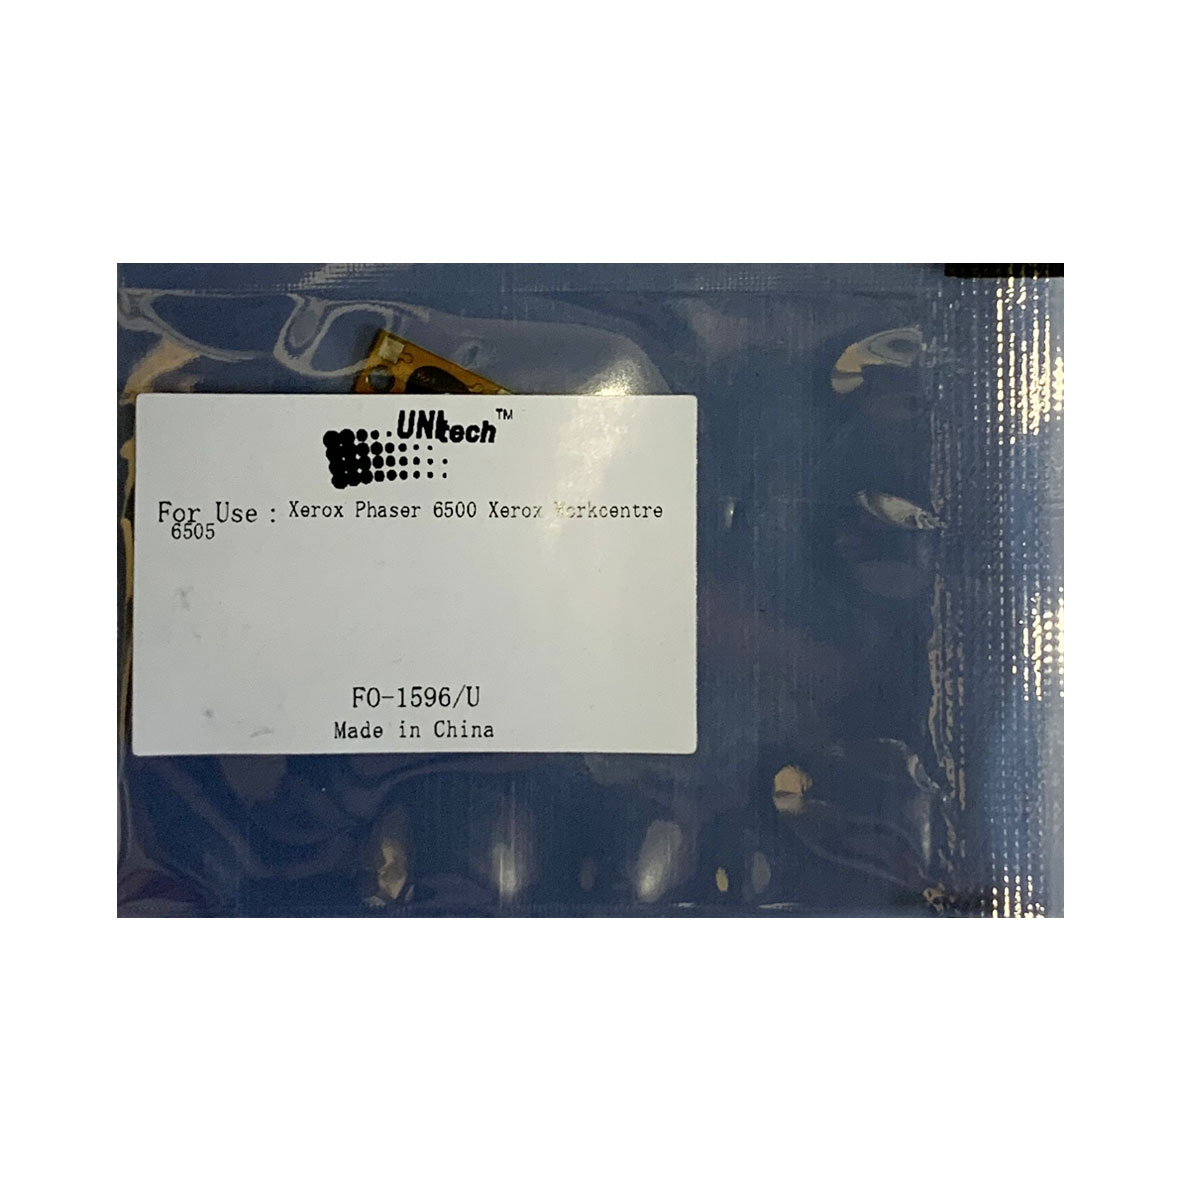 UNItech™
For Use : Xerox Phaser 6500 Xerox Workcentre
6505
FO-1596/U
Made in China